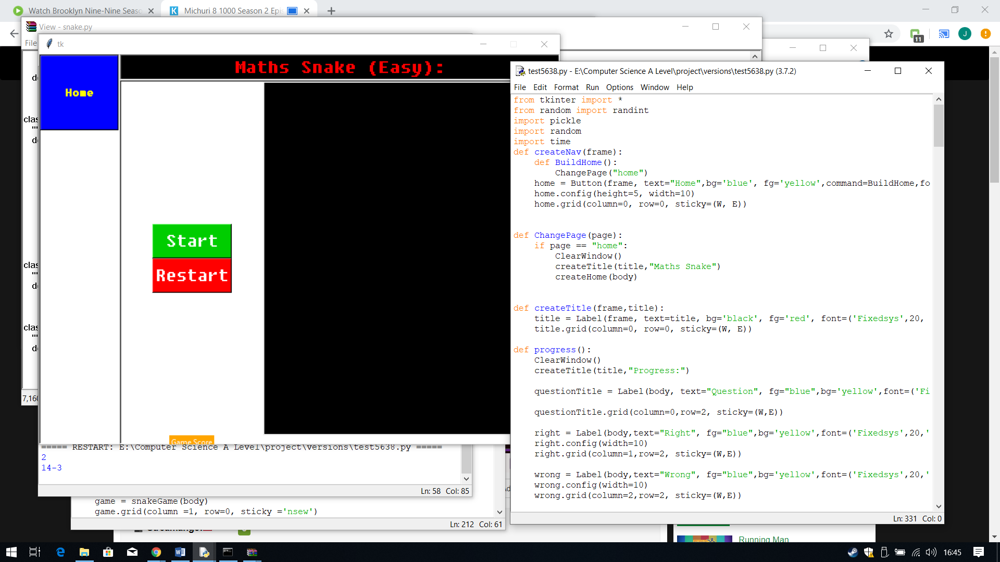 Watch Brooklyn Nine-Nine Seaso
Michuri 8 1000 Season 2 Epis
11
J
View - snake.py
File
tk
Home
Maths Snake (Easy):
Start
Restart
Game Score
clas
clas
clas
7,160
===== RESTART: E:\Computer Science A Level\project\versions\test5638.py =====
2
14-3
Ln: 58 Col: 85
game = snakeGame(body)
game.grid(column =1, row=0, sticky ='nsew')
Ln: 212 Col: 61
test5638.py - E:\Computer Science A Level\project\versions\test5638.py (3.7.2)
File Edit Format Run Options Window Help
from tkinter import *
from random import randint
import pickle
import random
import time
def createNav(frame):
    def BuildHome():
        ChangePage("home")
    home = Button(frame, text="Home",bg='blue', fg='yellow',command=BuildHome,fo
    home.config(height=5, width=10)
    home.grid(column=0, row=0, sticky=(W, E))
def ChangePage(page):
    if page == "home":
        ClearWindow()
        createTitle(title,"Maths Snake")
        createHome(body)
def createTitle(frame,title):
    title = Label(frame, text=title, bg='black', fg='red', font=('Fixedsys',20,
    title.grid(column=0, row=0, sticky=(W, E))
def progress():
    ClearWindow()
    createTitle(title,"Progress:")
    questionTitle = Label(body, text="Question", fg="blue",bg='yellow',font=('Fi
    questionTitle.grid(column=0,row=2, sticky=(W,E))
    right = Label(body,text="Right", fg="blue",bg='yellow',font=('Fixedsys',20,'
    right.config(width=10)
    right.grid(column=1,row=2, sticky=(W,E))
    wrong = Label(body,text="Wrong", fg="blue",bg='yellow',font=('Fixedsys',20,'
    wrong.config(width=10)
    wrong.grid(column=2,row=2, sticky=(W,E))
Ln: 331 Col: 0
Running Man
16:45